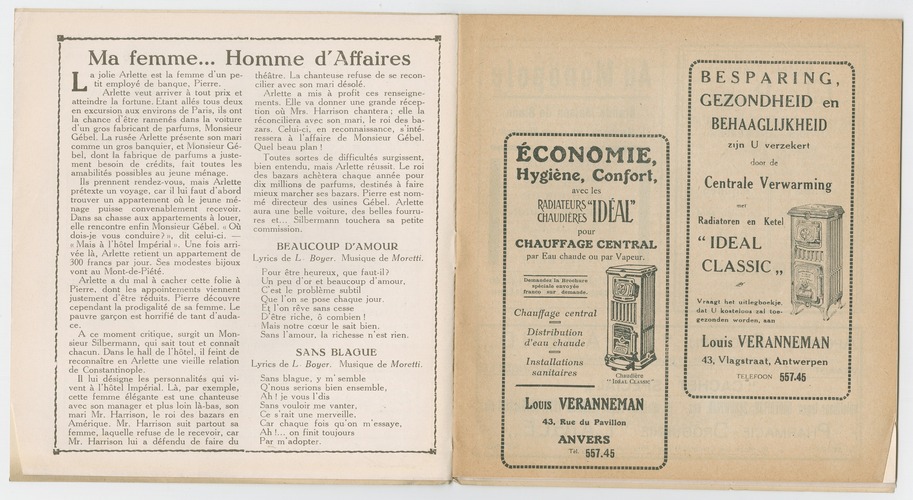 Ma femme... Homme d'Affaires
La jolie Arlette est la femme d'un pe-
tit employé de banque, Pierre.
Arlette veut arriver à tout prix et
atteindre la fortune. Etant allés tous deux
en excursion aux environs de Paris, ils ont
la chance d'être ramenés dans la voiture
d'un gros fabricant de parfums, Monsieur
Gébel. La rusée Arlette présente son mari
comme un gros banquier, et Monsieur Gé-
bel, dont la fabrique de parfums a juste-
ment besoin de crédits, fait toutes les
amabilités possibles au jeune ménage.
Ils prennent rendez-vous, mais Arlette
prétexte un voyage, car il lui faut d'abord
trouver un appartement où le jeune mé-
nage puisse convenablement recevoir.
Dans sa chasse aux appartements à louer,
elle rencontre enfin Monsieur Gébel. « Où
dois-je vous conduire ? », dit celui-ci. —
« Mais à l'hôtel Impérial ». Une fois arri-
vée là, Arlette retient un appartement de
300 francs par jour. Ses modestes bijoux
vont au Mont-de-Piété.
Arlette a du mal à cacher cette folie à
Pierre, dont les appointements viennent
justement d'être réduits. Pierre découvre
cependant la prodigalité de sa femme. Le
pauvre garçon est horrifié de tant d'auda-
ce.
A ce moment critique, surgit un Mon-
sieur Silbermann, qui sait tout et connaît
chacun. Dans le hall de l'hôtel, il feint de
reconnaître en Arlette une vieille relation
de Constantinople.
Il lui désigne les personnalités qui vi-
vent à l'hôtel Impérial. Là, par exemple,
cette femme élégante est une chanteuse
avec son manager et plus loin là-bas, son
mari Mr. Harrison, le roi des bazars en
Amérique. Mr. Harrison suit partout sa
femme, laquelle refuse de le recevoir, car
Mr. Harrison lui a défendu de faire du
théâtre. La chanteuse refuse de se recon-
cilier avec son mari désolé.
Arlette a mis à profit ces renseigne-
ments. Elle va donner une grande récep-
tion où Mrs. Harrison chantera ; elle la
réconciliera avec son mari, le roi des ba-
zars. Celui-ci, en reconnaissance, s'inté-
ressera à l'affaire de Monsieur Gébel.
Quel beau plan !
Toutes sortes de difficultés surgissent,
bien entendu, mais Arlette réussit. Le roi
des bazars achètera chaque année pour
dix millions de parfums, destinés à faire
mieux marcher ses bazars. Pierre est nom-
mé directeur des usines Gébel. Arlette
aura une belle voiture, des belles fourru-
res et... Silbermann touchera sa petite
commission.
BEAUCOUP D'AMOUR
Lyrics de L. Boyer. Musique de Moretti.
Pour être heureux, que faut-il?
Un peu d'or et beaucoup d'amour,
C'est le problème subtil
Que l'on se pose chaque jour.
Et l'on rêve sans cesse
D'être riche, ô combien !
Mais notre cœur le sait bien.
Sans l'amour, la richesse n'est rien.
SANS BLAGUE
Lyrics de L. Boyer. Musique de Moretti.
Sans blague, y m'semble
Q'nous serions bien ensemble,
Ah ! je vous l'dis
Sans vouloir me vanter,
Ce s'rait une merveille,
Car chaque fois qu'on m'essaye,
Ah !... on finit toujours
Par m'adopter.
ÉCONOMIE,
Hygiène, Confort,
avec les
RADIATEURS
CHAUDIÈRES "IDÉAL"
pour
CHAUFFAGE CENTRAL
par Eau chaude ou par Vapeur.
Demandez la Brochure
spéciale envoyée
franco sur demande.
Chauffage central
Distribution
d'eau chaude
Installations
sanitaires
Chaudière
"IDEAL CLASSIC"
LOUIS VERANNEMAN
43, Rue du Pavillon
ANVERS
Tél. 557.45
BESPARING,
GEZONDHEID en
BEHAAGLIJKHEID
zijn U verzekert
door de
Centrale Verwarming
met
Radiatoren en Ketel
"IDEAL
CLASSIC„
Vraagt het uitlegboekje,
dat U kosteloos zal toe-
gezonden worden, aan
Louis VERANNEMAN
43, Vlagstraat, Antwerpen
TELEFOON 557.45